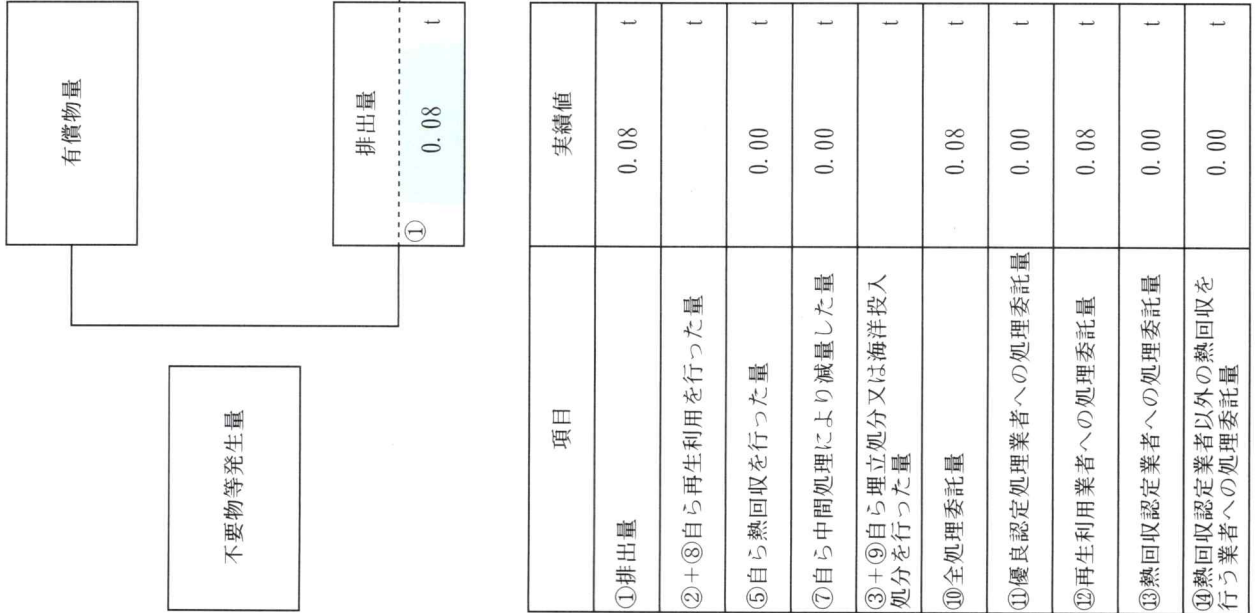 不要物等発生量
有償物量
排出量
① 0.08 t
項目 実績値
①排出量 0.08 t
②+⑧自ら再生利用を行った量
⑤自ら熱回収を行った量 0.00 t
⑦自ら中間処理により減量した量 0.00 t
③+⑨自ら埋立処分又は海洋投入
処分を行った量
⑩全処理委託量 0.08 t
⑪優良認定処理業者への処理委託量 0.00 t
⑫再生利用業者への処理委託量 0.08 t
⑬熱回収認定業者への処理委託量 0.00 t
⑭熱回収認定業者以外の熱回収を
行う業者への処理委託量 0.00 t